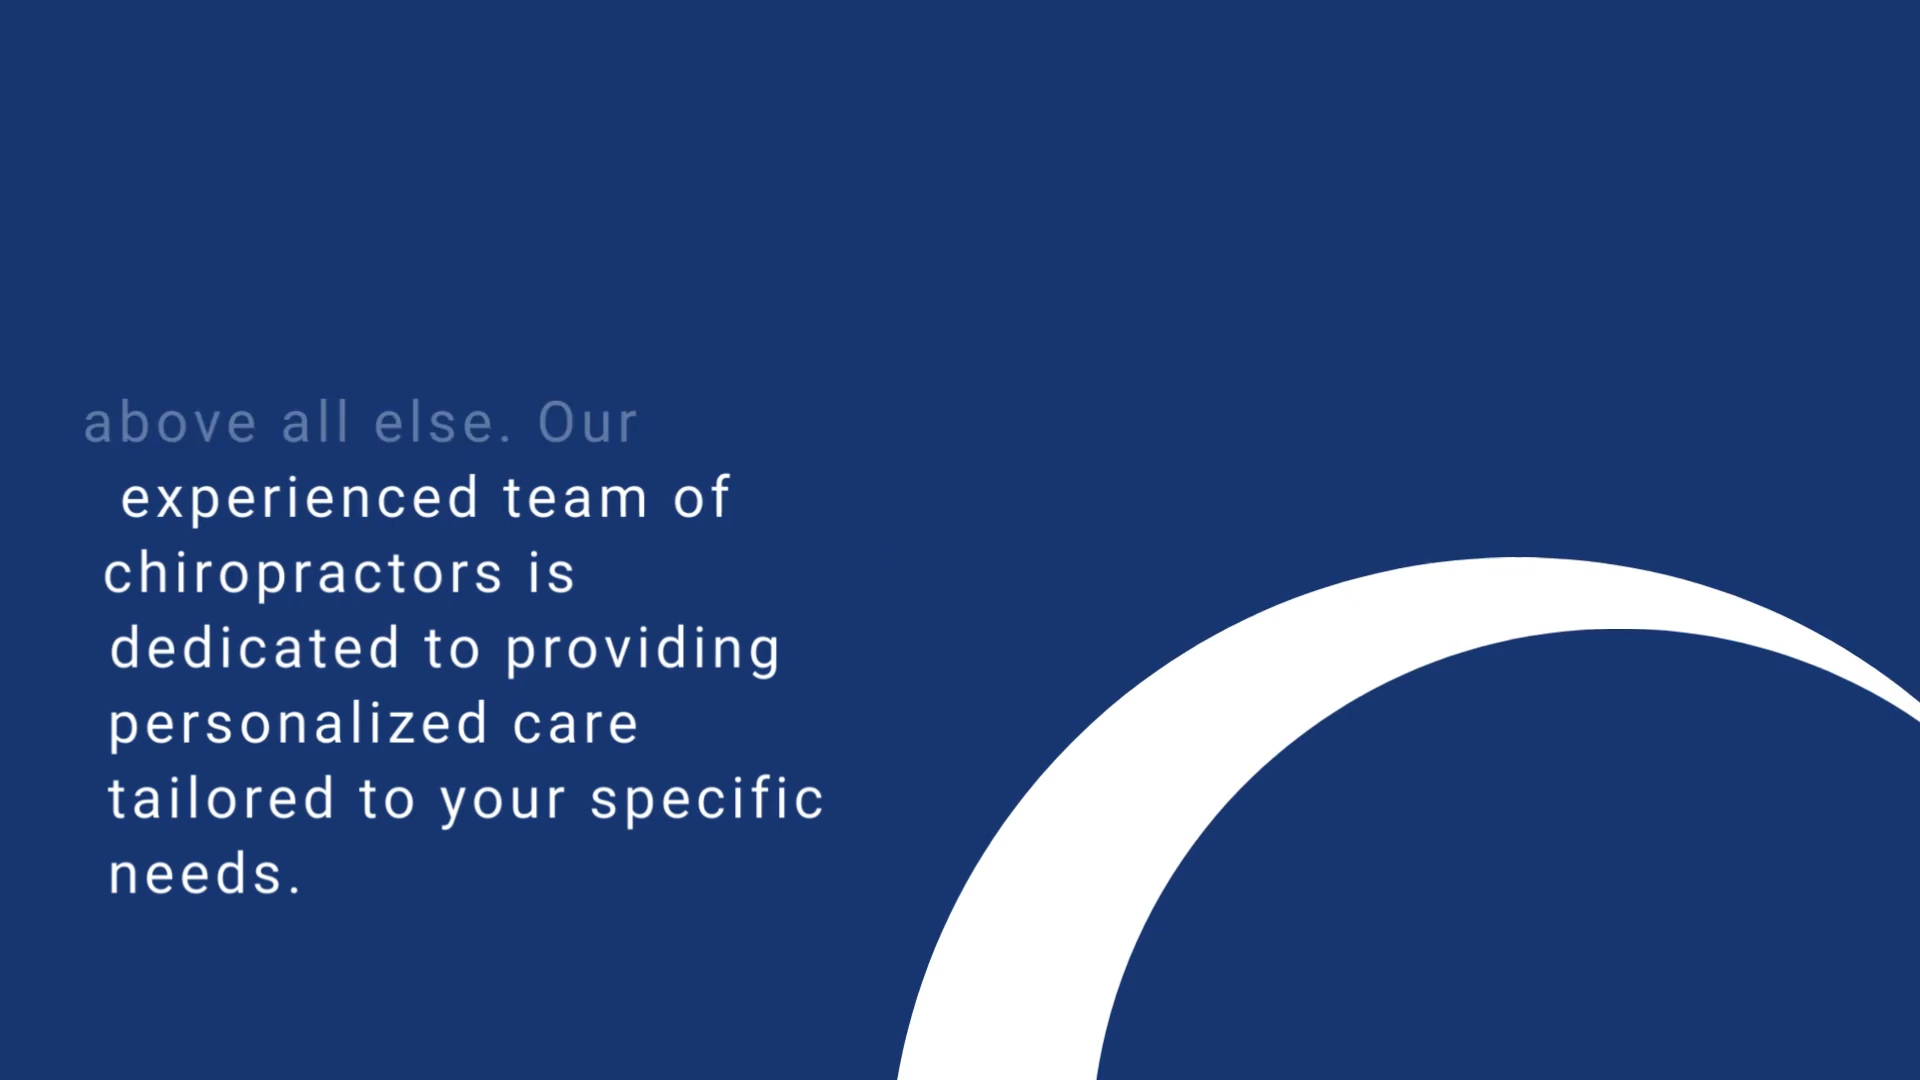 above all else. Our
experienced team of
chiropractors is
dedicated to providing
personalized care
tailored to your specific
needs.